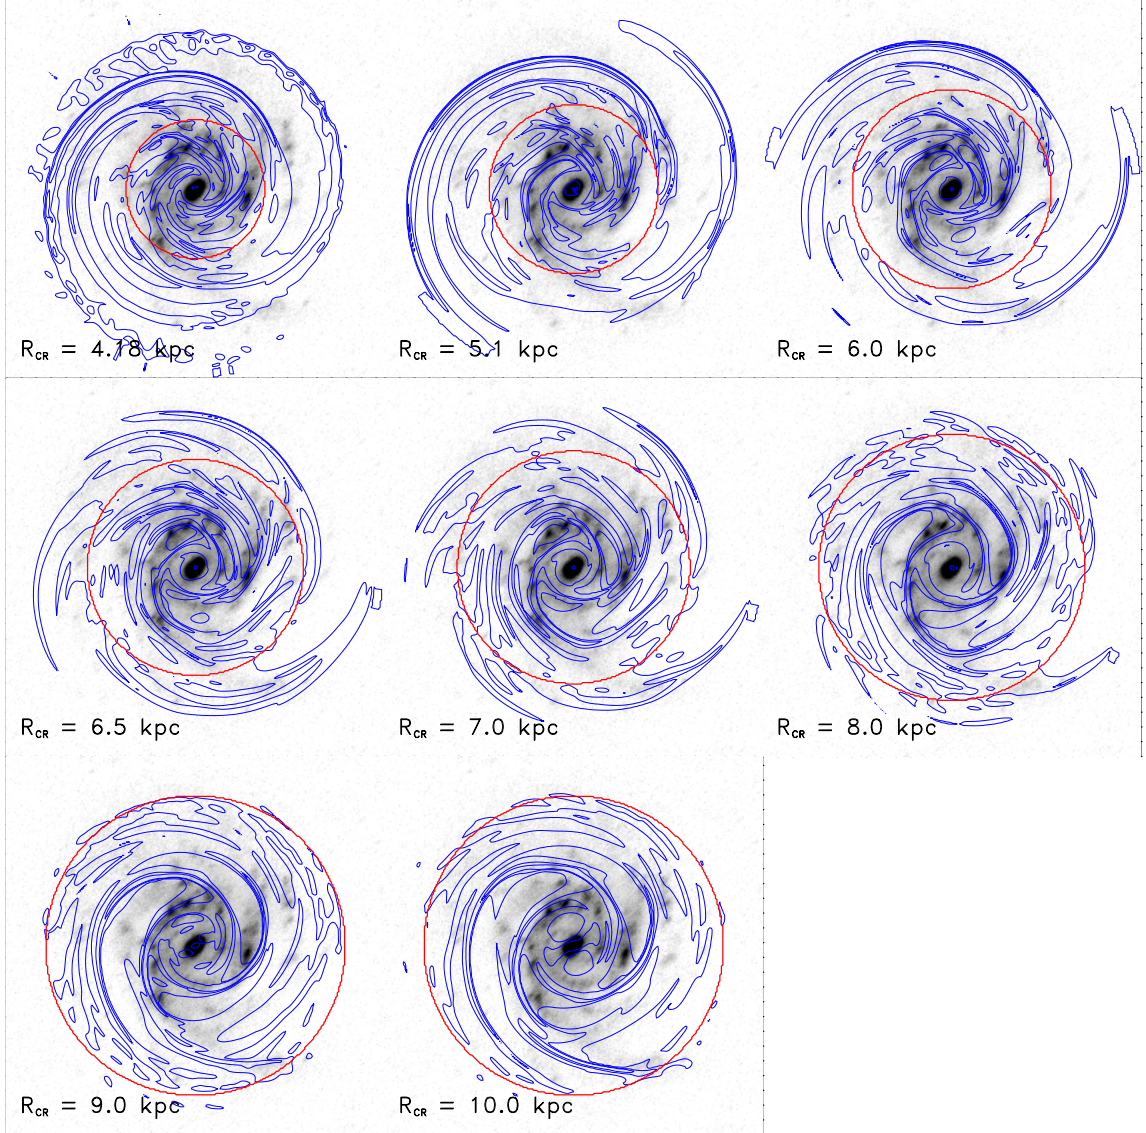 R_CR = 4.18 kpc
R_CR = 5.1 kpc
R_CR = 6.0 kpc
R_CR = 6.5 kpc
R_CR = 7.0 kpc
R_CR = 8.0 kpc
R_CR = 9.0 kpc
R_CR = 10.0 kpc